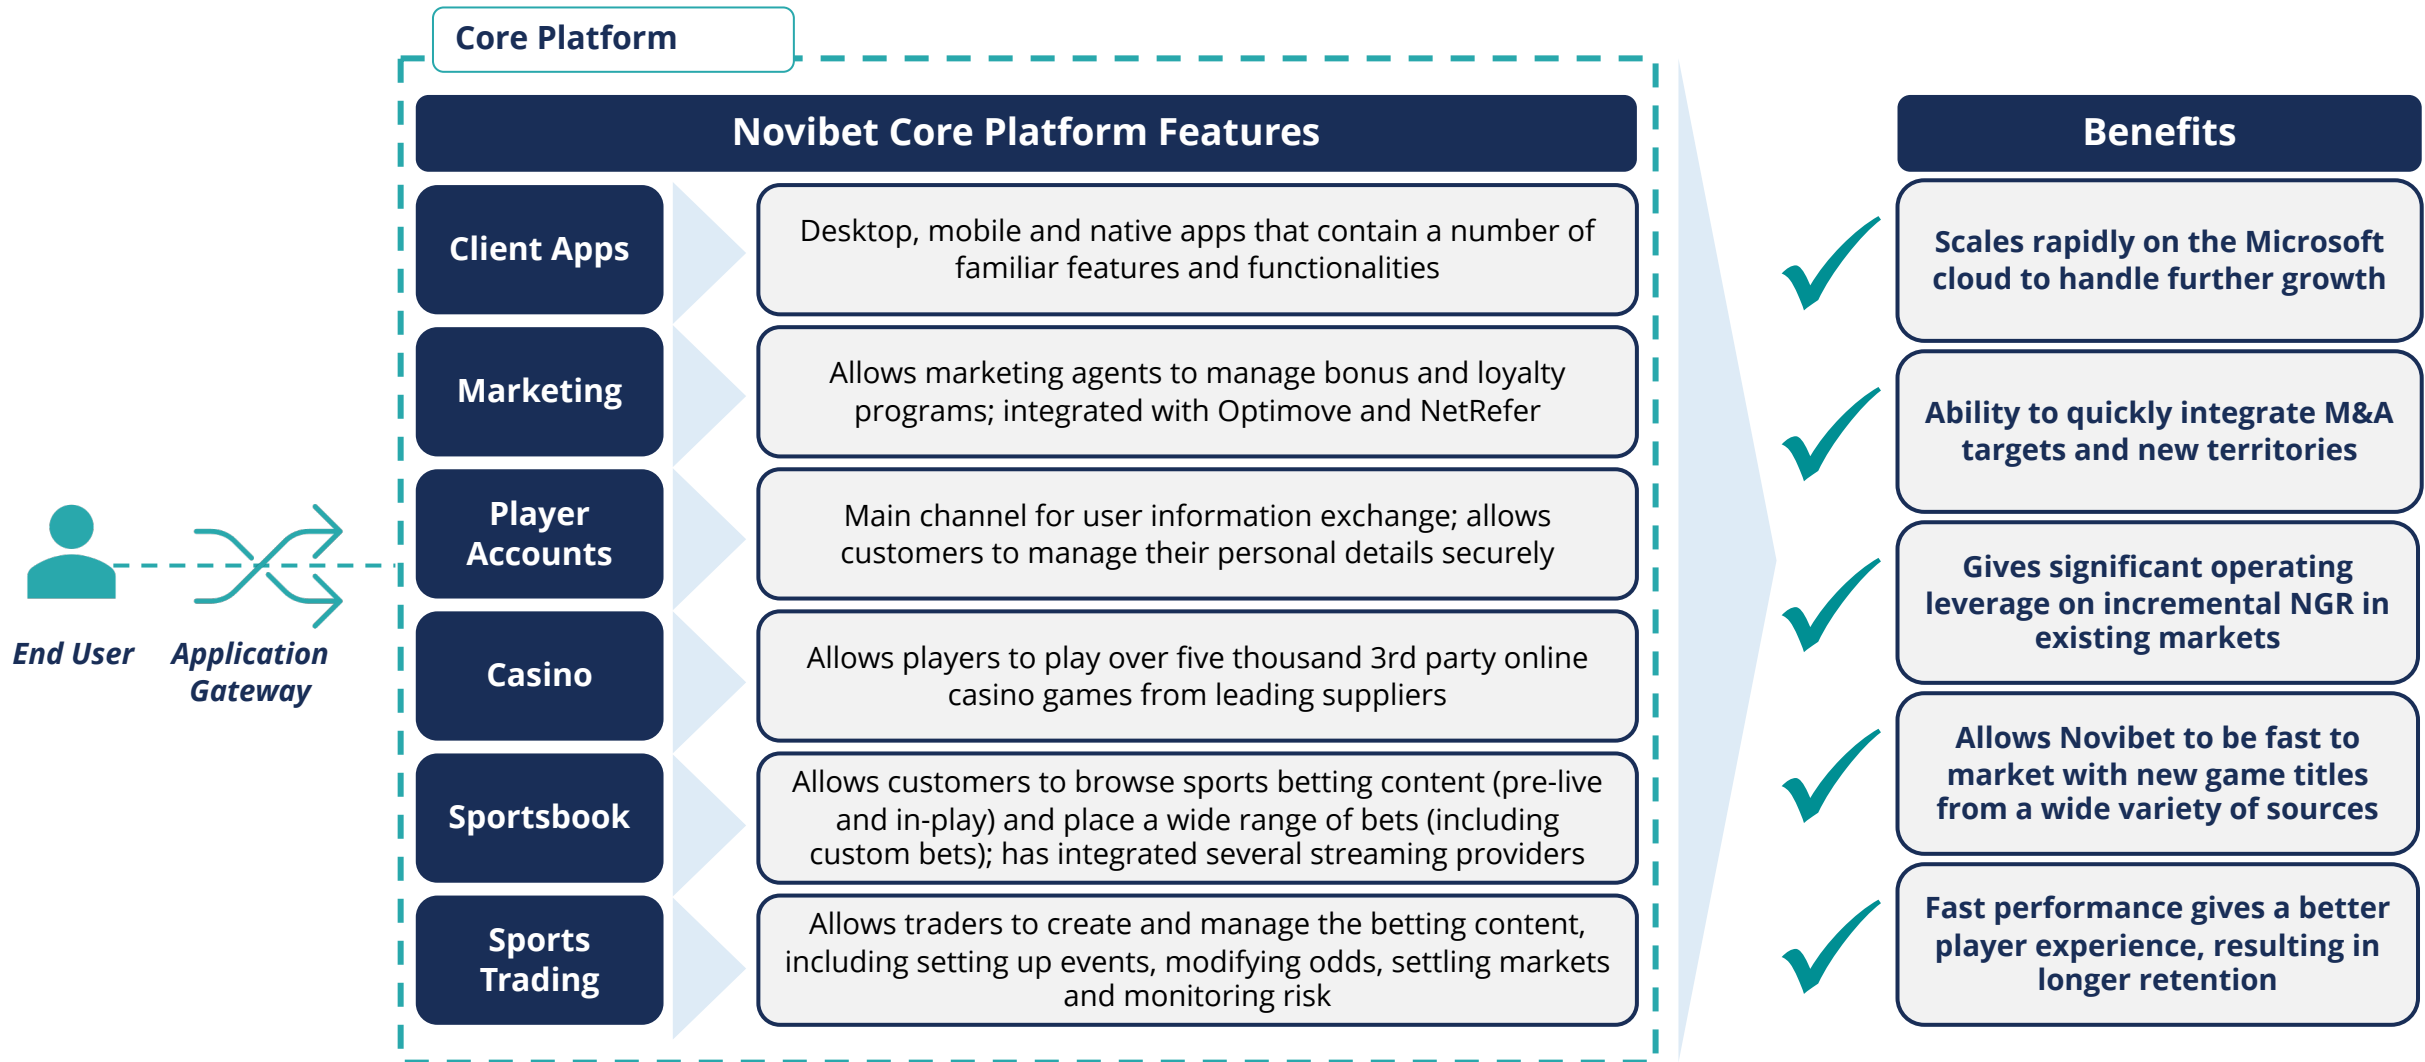 Core Platform
Novibet Core Platform Features
Client Apps
Desktop, mobile and native apps that contain a number of
familiar features and functionalities
Marketing
Allows marketing agents to manage bonus and loyalty
programs; integrated with Optimove and NetRefer
Player
Accounts
Main channel for user information exchange; allows
customers to manage their personal details securely
Casino
Allows players to play over five thousand 3rd party online
casino games from leading suppliers
Sportsbook
Allows customers to browse sports betting content (pre-live
and in-play) and place a wide range of bets (including
custom bets); has integrated several streaming providers
Sports
Trading
Allows traders to create and manage the betting content,
including setting up events, modifying odds, settling markets
and monitoring risk
End User
Application
Gateway
Benefits
Scales rapidly on the Microsoft
cloud to handle further growth
Ability to quickly integrate M&A
targets and new territories
Gives significant operating
leverage on incremental NGR in
existing markets
Allows Novibet to be fast to
market with new game titles
from a wide variety of sources
Fast performance gives a better
player experience, resulting in
longer retention